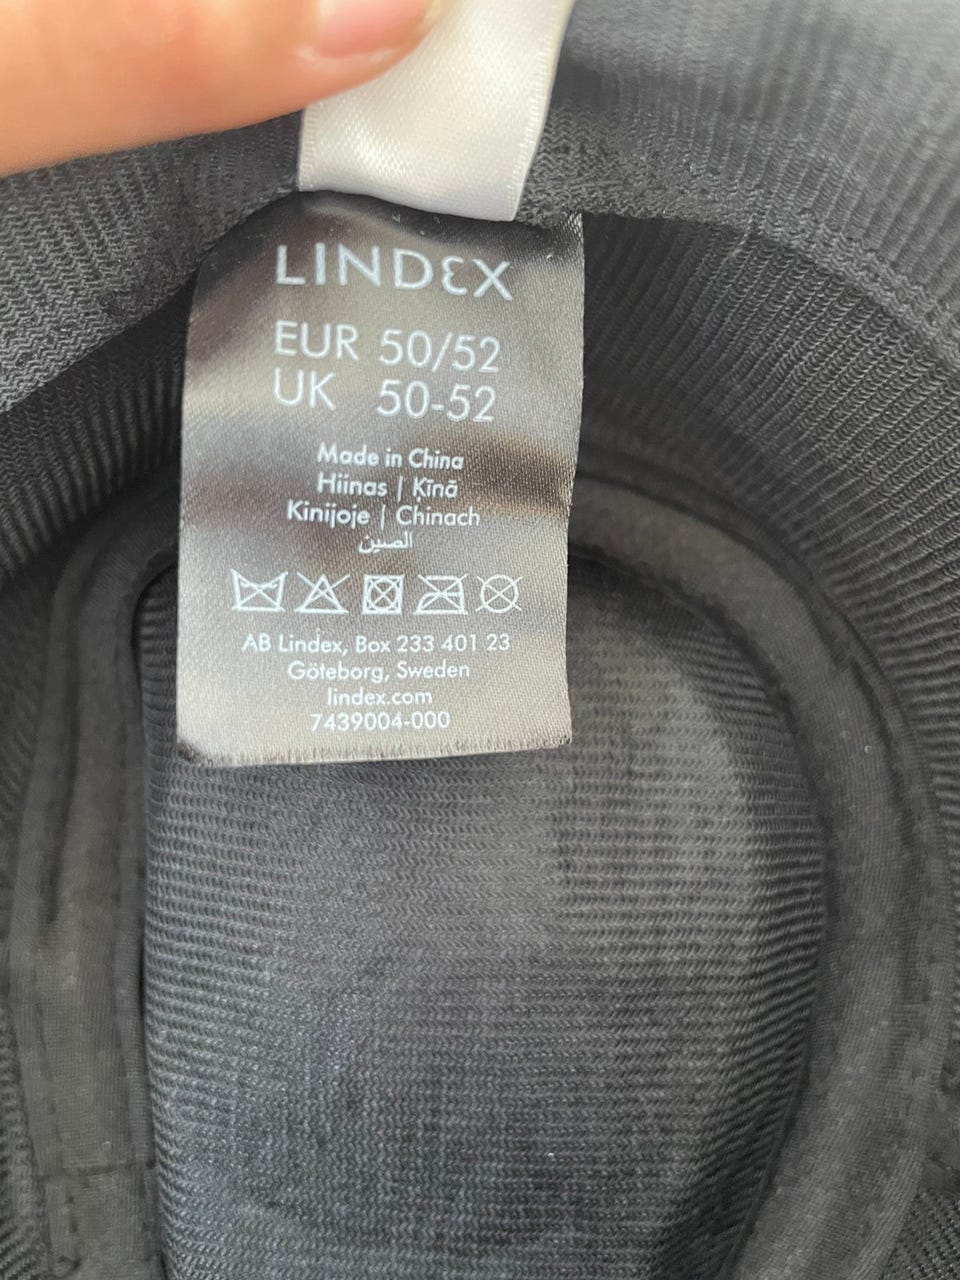 LINDEX
EUR 50/52
UK 50-52
Made in China
Hiinas | Ķīnā
Kinijoje | Chinach
الصين
AB Lindex, Box 233 401 23
Göteborg, Sweden
lindex.com
7439004-000